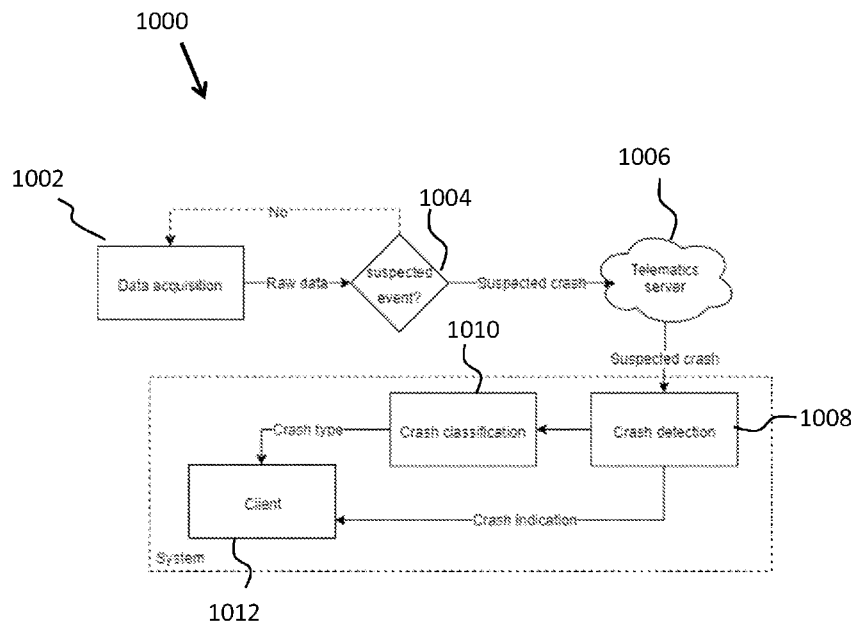 1000
1006
1002
1004
No
Data acquisition
Raw data
suspected
event?
Suspected crash
Telematics
server
Suspected crash
1010
Crash type
Crash classification
Crash detection
1008
Client
Crash Indication
System
1012